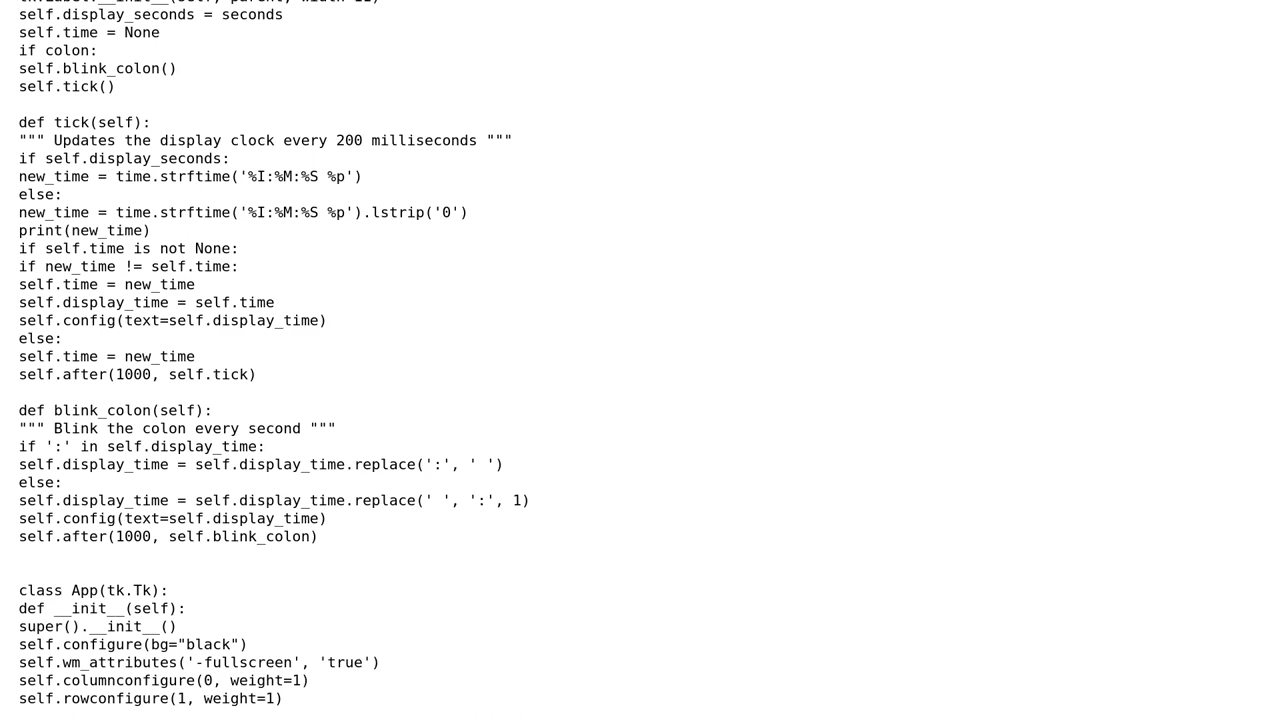 self.display_seconds = seconds
self.time = None
if colon:
self.blink_colon()
self.tick()
def tick(self):
""" Updates the display clock every 200 milliseconds """
if self.display_seconds:
new_time = time.strftime('%I:%M:%S %p')
else:
new_time = time.strftime('%I:%M:%S %p').lstrip('0')
print(new_time)
if self.time is not None:
if new_time != self.time:
self.time = new_time
self.display_time = self.time
self.config(text=self.display_time)
else:
self.time = new_time
self.after(1000, self.tick)
def blink_colon(self):
""" Blink the colon every second """
if ':' in self.display_time:
self.display_time = self.display_time.replace(':', ' ')
else:
self.display_time = self.display_time.replace(' ', ':', 1)
self.config(text=self.display_time)
self.after(1000, self.blink_colon)
class App(tk.Tk):
def __init__(self):
super().__init__()
self.configure(bg="black")
self.wm_attributes('-fullscreen', 'true')
self.columnconfigure(0, weight=1)
self.rowconfigure(1, weight=1)